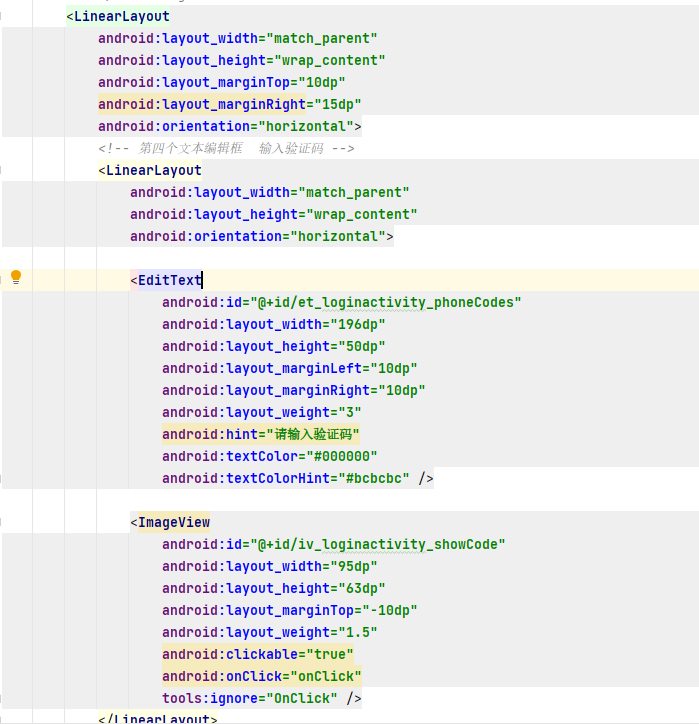 <LinearLayout
android:layout_width="match_parent"
android:layout_height="wrap_content"
android:layout_marginTop="10dp"
android:layout_marginRight="15dp"
android:orientation="horizontal">
<!-- 第四个文本编辑框  输入验证码 -->
<LinearLayout
android:layout_width="match_parent"
android:layout_height="wrap_content"
android:orientation="horizontal">
<EditText
android:id="@+id/et_loginactivity_phoneCodes"
android:layout_width="196dp"
android:layout_height="50dp"
android:layout_marginLeft="10dp"
android:layout_marginRight="10dp"
android:layout_weight="3"
android:hint="请输入验证码"
android:textColor="#000000"
android:textColorHint="#bcbcbc" />
<ImageView
android:id="@+id/iv_loginactivity_showCode"
android:layout_width="95dp"
android:layout_height="63dp"
android:layout_marginTop="-10dp"
android:layout_weight="1.5"
android:clickable="true"
android:onClick="onClick"
tools:ignore="OnClick" />
</LinearLayout>